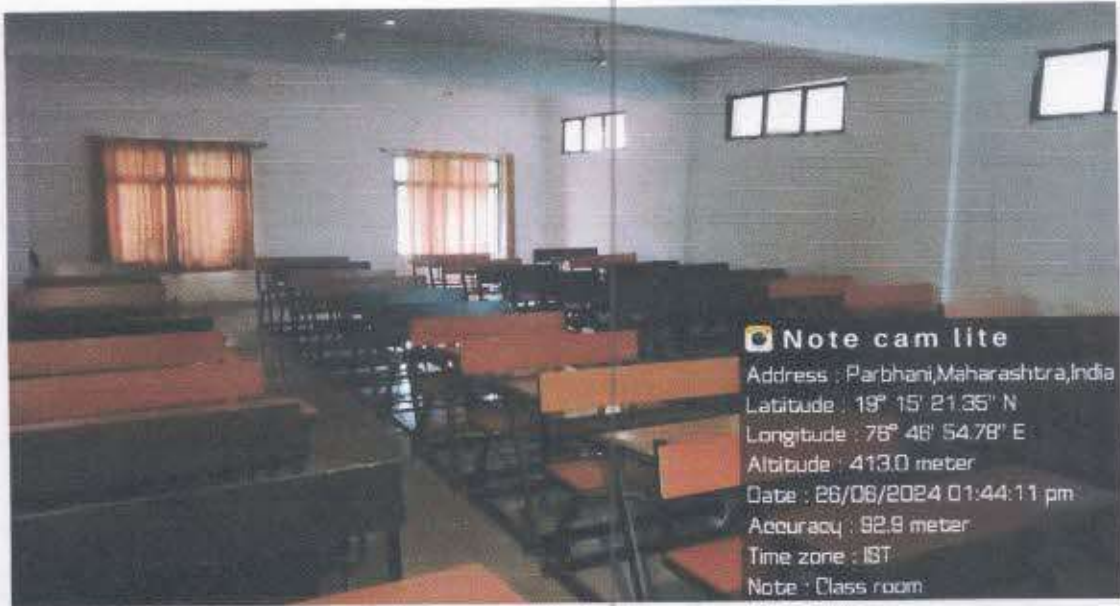 Note cam lite
Address : Parbhani,Maharashtra,India
Latitude : 19° 15' 21.35" N
Longitude : 76° 46' 54.78" E
Altitude : 413.0 meter
Date : 26/06/2024 01:44:11 pm
Accuracy : 92.9 meter
Time zone : IST
Note : Class room